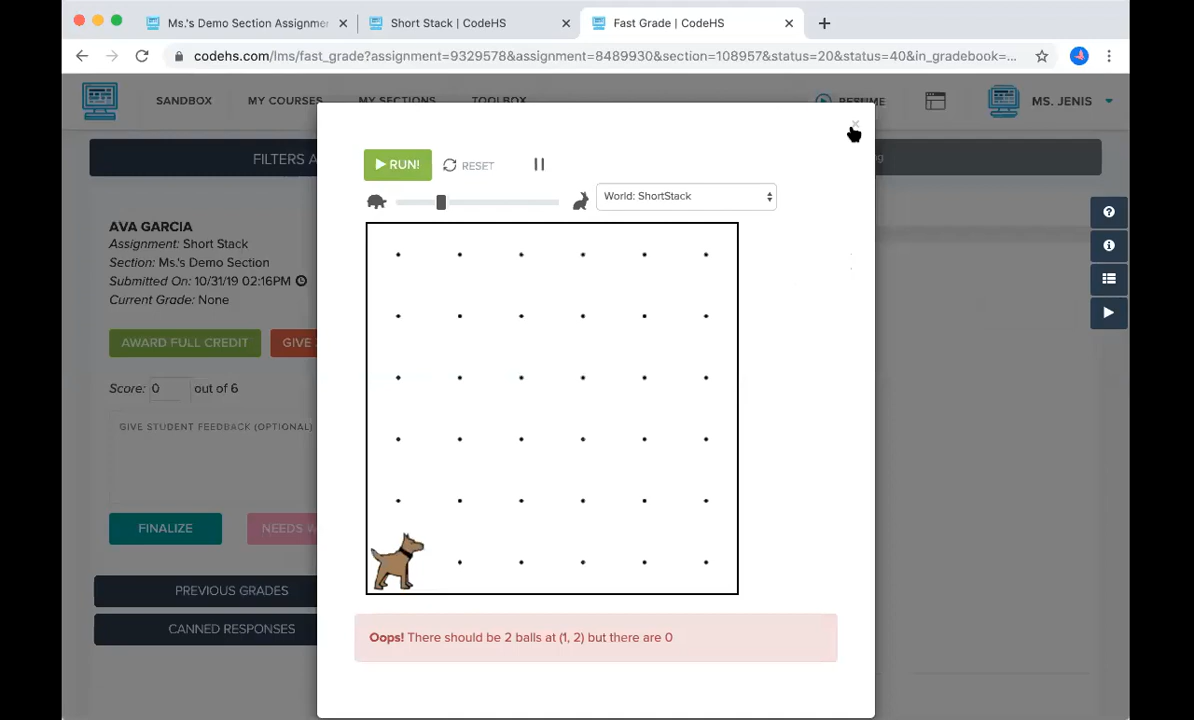 Ms.'s Demo Section Assignmen
Short Stack | CodeHS
Fast Grade | CodeHS
codehs.com/lms/fast_grade?assignment=9329578&assignment=8489930&section=108957&status=20&status=40&in_gradebook=...
SANDBOX MY COURSES MY SECTIONS TOOLBOX RESUME MS. JENIS
FILTERS A
RUN! RESET
World: ShortStack
AVA GARCIA
Assignment: Short Stack
Section: Ms.'s Demo Section
Submitted On: 10/31/19 02:16PM
Current Grade: None
AWARD FULL CREDIT GIVE
Score: 0 out of 6
GIVE STUDENT FEEDBACK (OPTIONAL)
FINALIZE NEEDS W
PREVIOUS GRADES
CANNED RESPONSES
Oops! There should be 2 balls at (1, 2) but there are 0